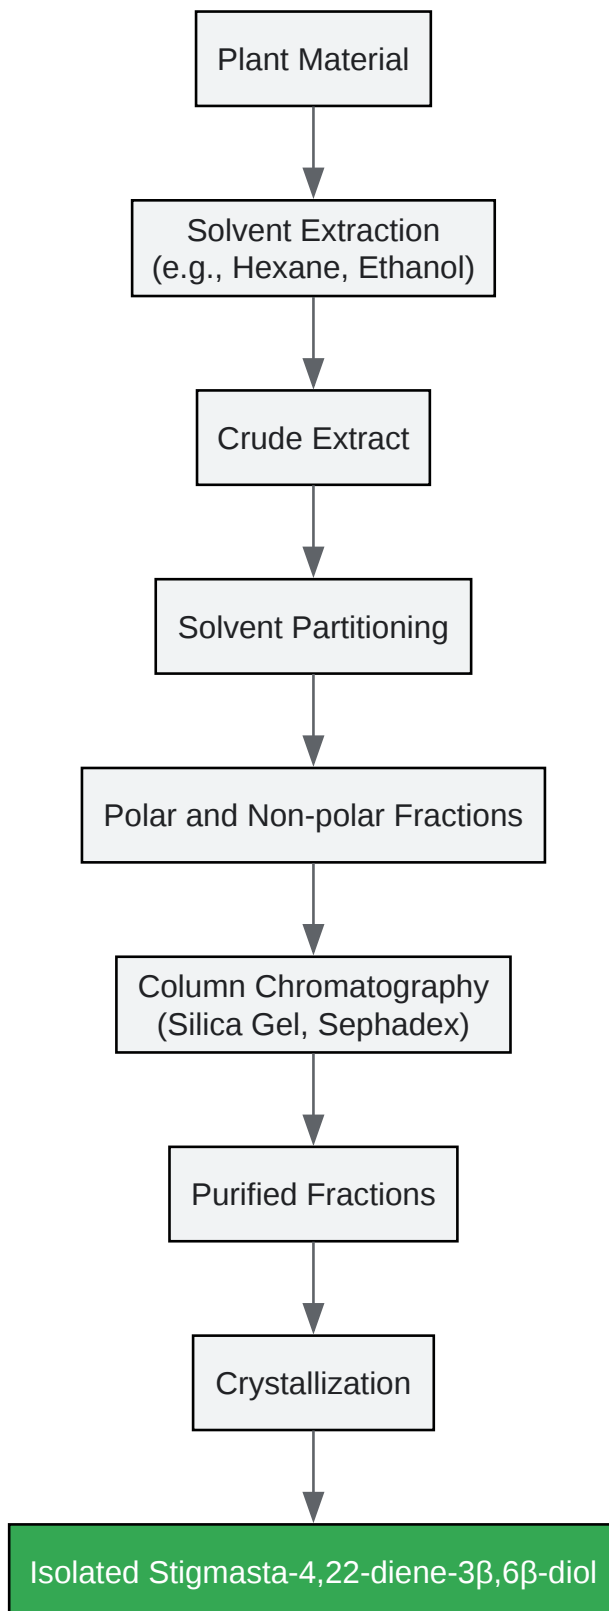 Plant Material
Solvent Extraction
(e.g., Hexane, Ethanol)
Crude Extract
Solvent Partitioning
Polar and Non-polar Fractions
Column Chromatography
(Silica Gel, Sephadex)
Purified Fractions
Crystallization
Isolated Stigmasta-4,22-diene-3β,6β-diol